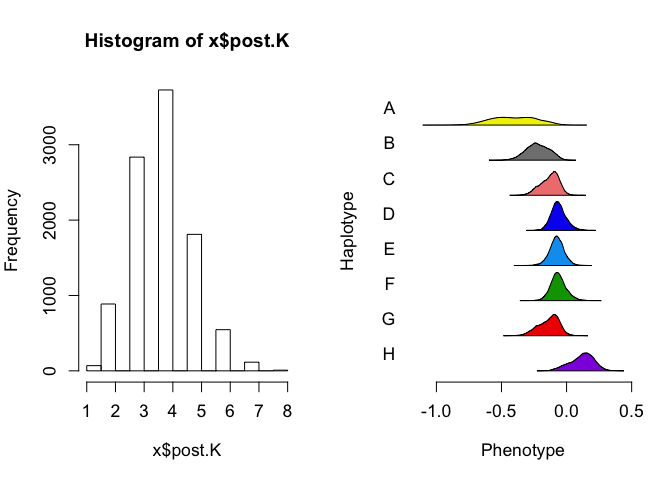 Histogram of x$post.K
Frequency
0
1000
2000
3000
1 2 3 4 5 6 7 8
x$post.K
Haplotype
A
B
C
D
E
F
G
H
-1.0 -0.5 0.0 0.5
Phenotype